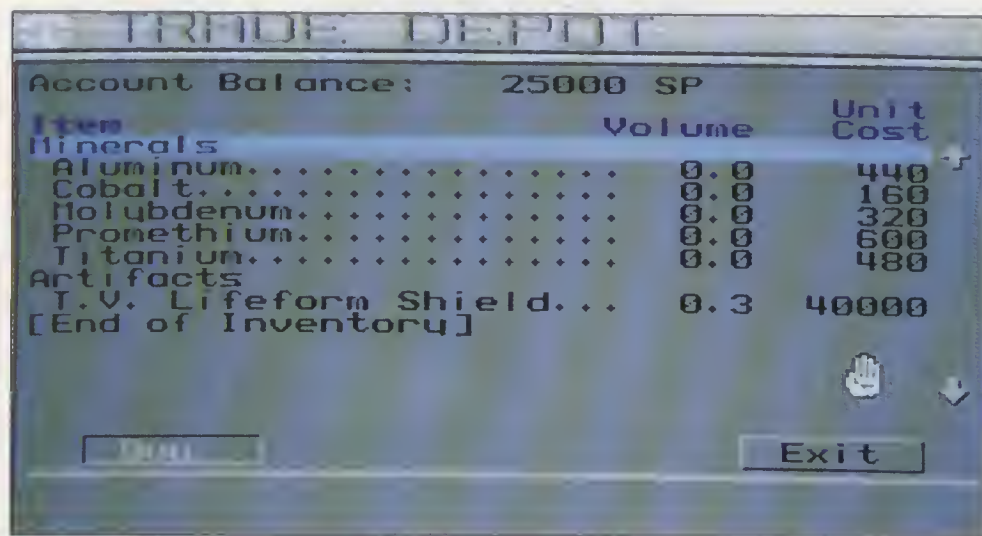 TRADE DEPOT
Account Balance: 25000 SP
Item Volume Unit Cost
Minerals
Aluminum................ 0.0 440
Cobalt.................. 0.0 160
Molybdenum.............. 0.0 320
Promethium.............. 0.0 600
Titanium................ 0.0 480
Artifacts
T.V. Lifeform Shield... 0.3 40000
[End of Inventory]
Exit